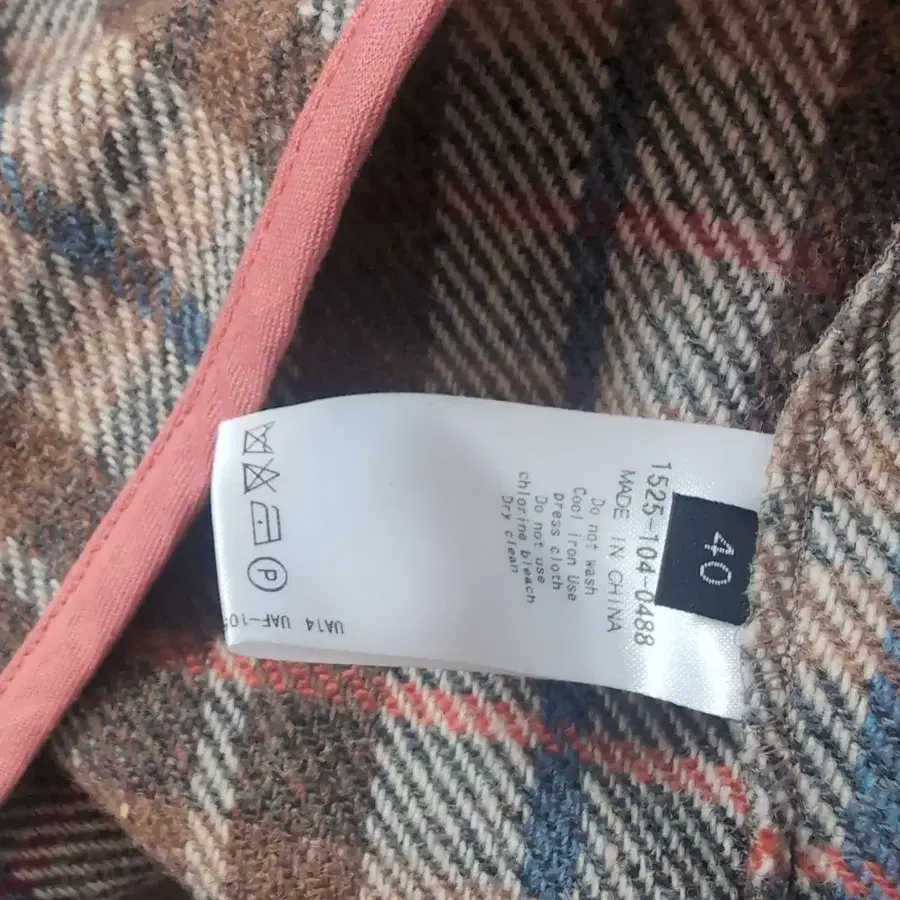 40
1525-104-0488
MADE IN CHINA
Do not wash
Cool iron Use
press cloth
Do not use
chlorine bleach
Dry clean
P
UA14 UAF-10